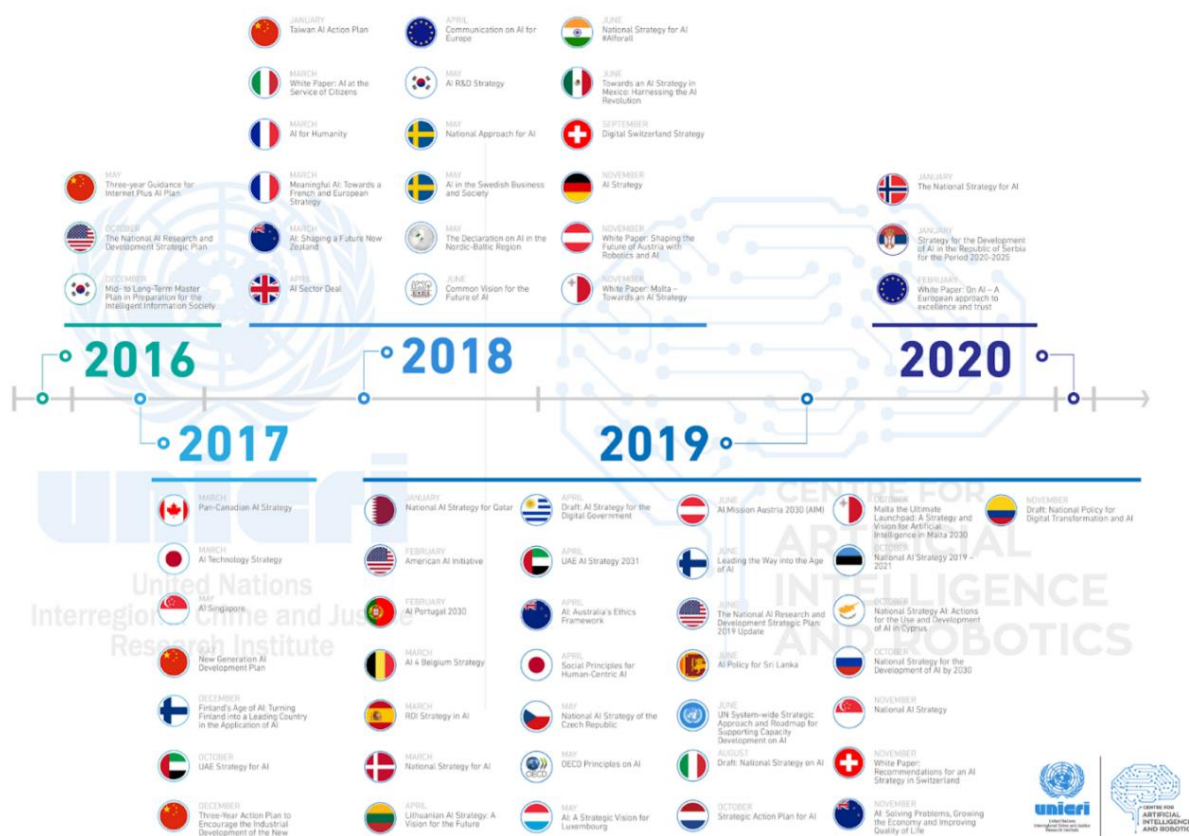 JANUARY
Taiwan AI Action Plan
MARCH
White Paper: AI at the
Service of Citizens
MARCH
AI for Humanity
MARCH
Meaningful AI: Towards a
French and European
Strategy
MARCH
AI: Shaping a Future New
Zealand
APRIL
AI Sector Deal
APRIL
Communication on AI for
Europe
MAY
AI R&D Strategy
MAY
National Approach for AI
MAY
AI in the Swedish Business
and Society
MAY
The Declaration on AI in the
Nordic-Baltic Region
JUNE
Common Vision for the
Future of AI
JUNE
National Strategy for AI
#AIforall
JUNE
Towards an AI Strategy in
Mexico: Harnessing the AI
Revolution
SEPTEMBER
Digital Switzerland Strategy
NOVEMBER
AI Strategy
NOVEMBER
White Paper: Shaping the
Future of Austria with
Robotics and AI
NOVEMBER
White Paper: Malta –
Towards an AI Strategy
MAY
Three-year Guidance for
Internet Plus AI Plan
OCTOBER
The National AI Research and
Development Strategic Plan
DECEMBER
Mid- to Long-Term Master
Plan in Preparation for the
Intelligent Information Society
JANUARY
The National Strategy for AI
JANUARY
Strategy for the Development
of AI in the Republic of Serbia
for the Period 2020-2025
FEBRUARY
White Paper: On AI – A
European approach to
excellence and trust
2016
2018
2020
2017
2019
MARCH
Pan-Canadian AI Strategy
MARCH
AI Technology Strategy
MAY
AI Singapore
New Generation AI
Development Plan
DECEMBER
Finland's Age of AI: Turning
Finland into a Leading Country
in the Application of AI
OCTOBER
UAE Strategy for AI
DECEMBER
Three-Year Action Plan to
Encourage the Industrial
Development of the New
JANUARY
National AI Strategy for Qatar
FEBRUARY
American AI Initiative
FEBRUARY
AI Portugal 2030
MARCH
AI 4 Belgium Strategy
MARCH
RDI Strategy in AI
MARCH
National Strategy for AI
APRIL
Lithuanian AI Strategy: A
Vision for the Future
APRIL
Draft: AI Strategy for the
Digital Government
APRIL
UAE AI Strategy 2031
APRIL
AI: Australia's Ethics
Framework
APRIL
Social Principles for
Human-Centric AI
MAY
National AI Strategy of the
Czech Republic
OECD
MAY
OECD Principles on AI
MAY
AI: A Strategic Vision for
Luxembourg
JUNE
AI Mission Austria 2030 (AIM)
JUNE
Leading the Way into the Age
of AI
JUNE
The National AI Research and
Development Strategic Plan:
2019 Update
JUNE
AI Policy for Sri Lanka
JUNE
UN System-wide Strategic
Approach and Roadmap for
Supporting Capacity
Development on AI
AUGUST
Draft: National Strategy on AI
OCTOBER
Strategic Action Plan for AI
OCTOBER
Malta the Ultimate
Launchpad: A Strategy and
Vision for Artificial
Intelligence in Malta 2030
OCTOBER
National AI Strategy 2019 –
2021
OCTOBER
National Strategy AI: Actions
for the Use and Development
of AI in Cyprus
OCTOBER
National Strategy for the
Development of AI by 2030
NOVEMBER
National AI Strategy
NOVEMBER
White Paper:
Recommendations for an AI
Strategy in Switzerland
NOVEMBER
AI: Solving Problems, Growing
the Economy and Improving
Quality of Life
NOVEMBER
Draft: National Policy for
Digital Transformation and AI
unicri
United Nations
Interregional Crime and Justice
Research Institute
CENTRE FOR
ARTIFICIAL
INTELLIGENCE
AND ROBOTICS
unicri
United Nations
Interregional Crime and Justice
Research Institute
CENTRE FOR
ARTIFICIAL
INTELLIGENCE
AND ROBOTICS